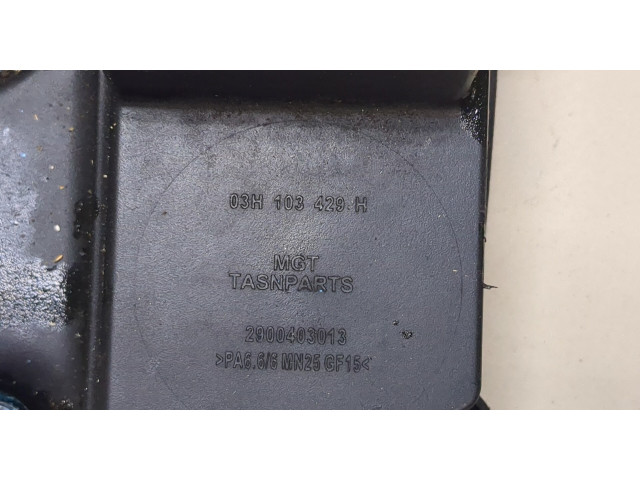 03H 103 429 H
MGT
TASNPARTS
2900403013
>PA6.6/6 MN25 GF15<